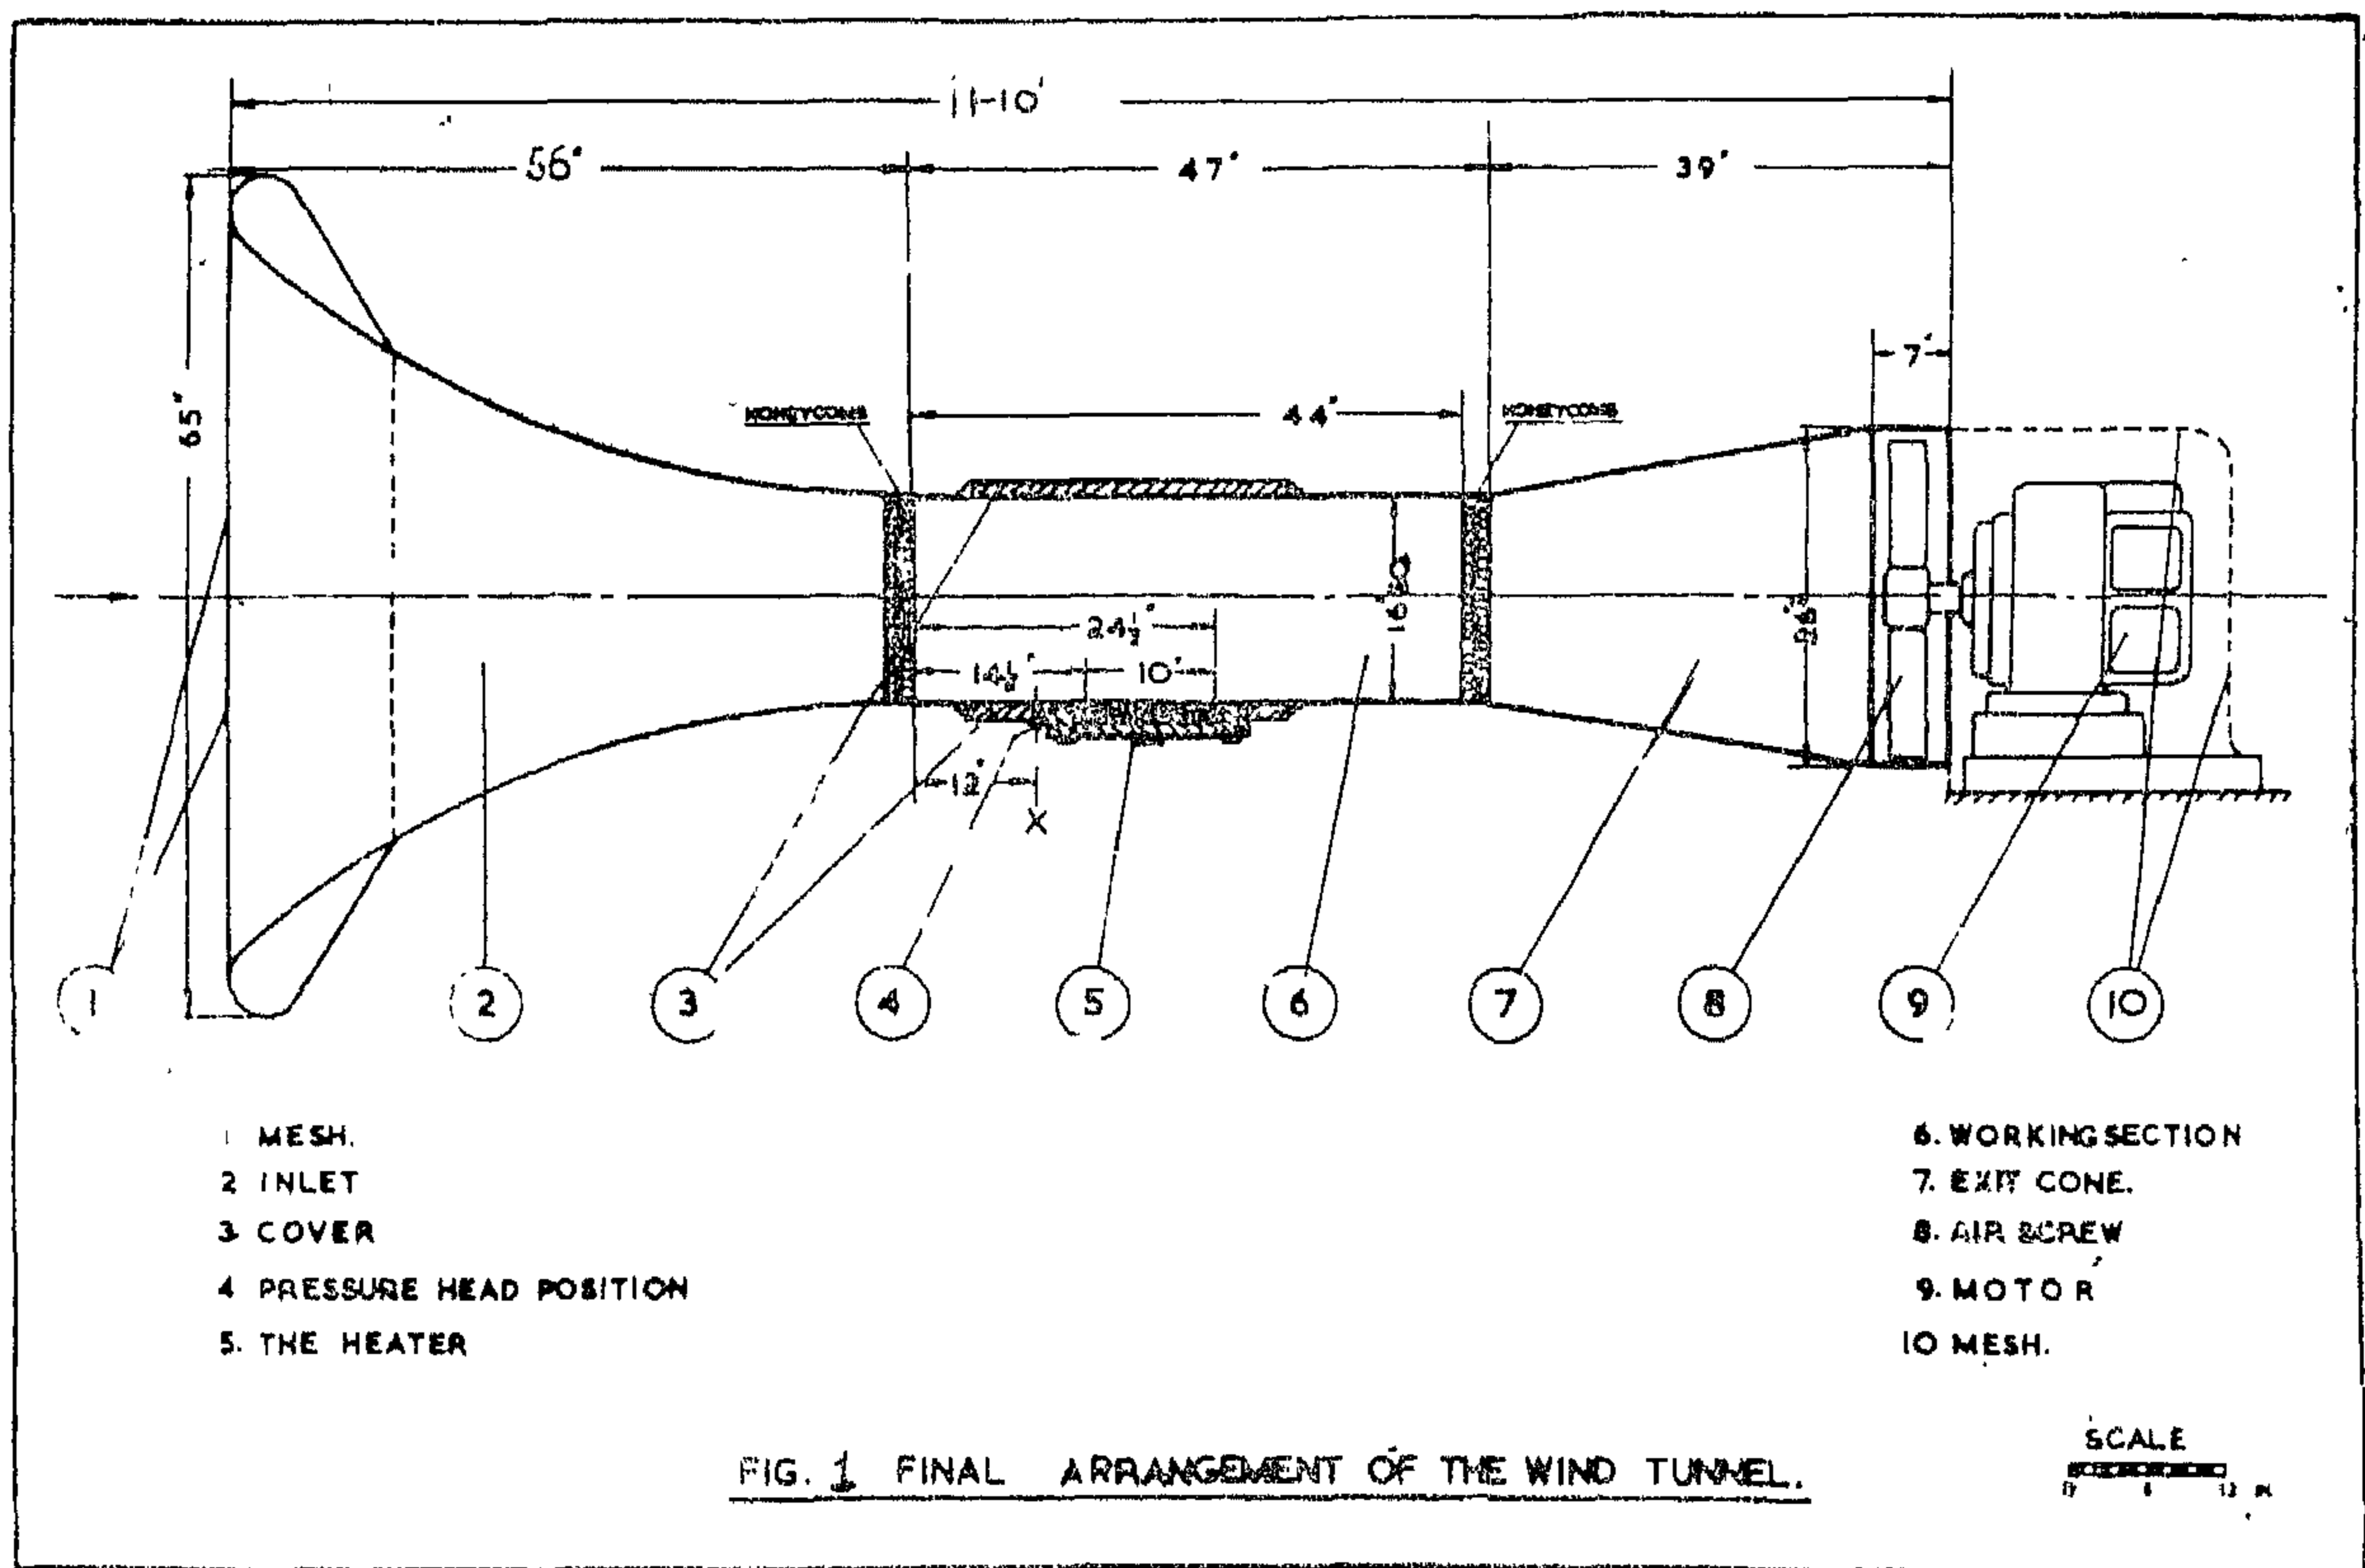 11-10'
56" 47" 39"
7"
65"
HONEYCOMB 44" HONEYCOMB
24½"
14½" 10"
12"
X
1 2 3 4 5 6 7 8 9 10
1 MESH.
2 INLET
3 COVER
4 PRESSURE HEAD POSITION
5. THE HEATER
6. WORKING SECTION
7. EXIT CONE.
8. AIR SCREW
9. MOTOR
10 MESH.
FIG. 1 FINAL ARRANGEMENT OF THE WIND TUNNEL.
SCALE
0 6 12